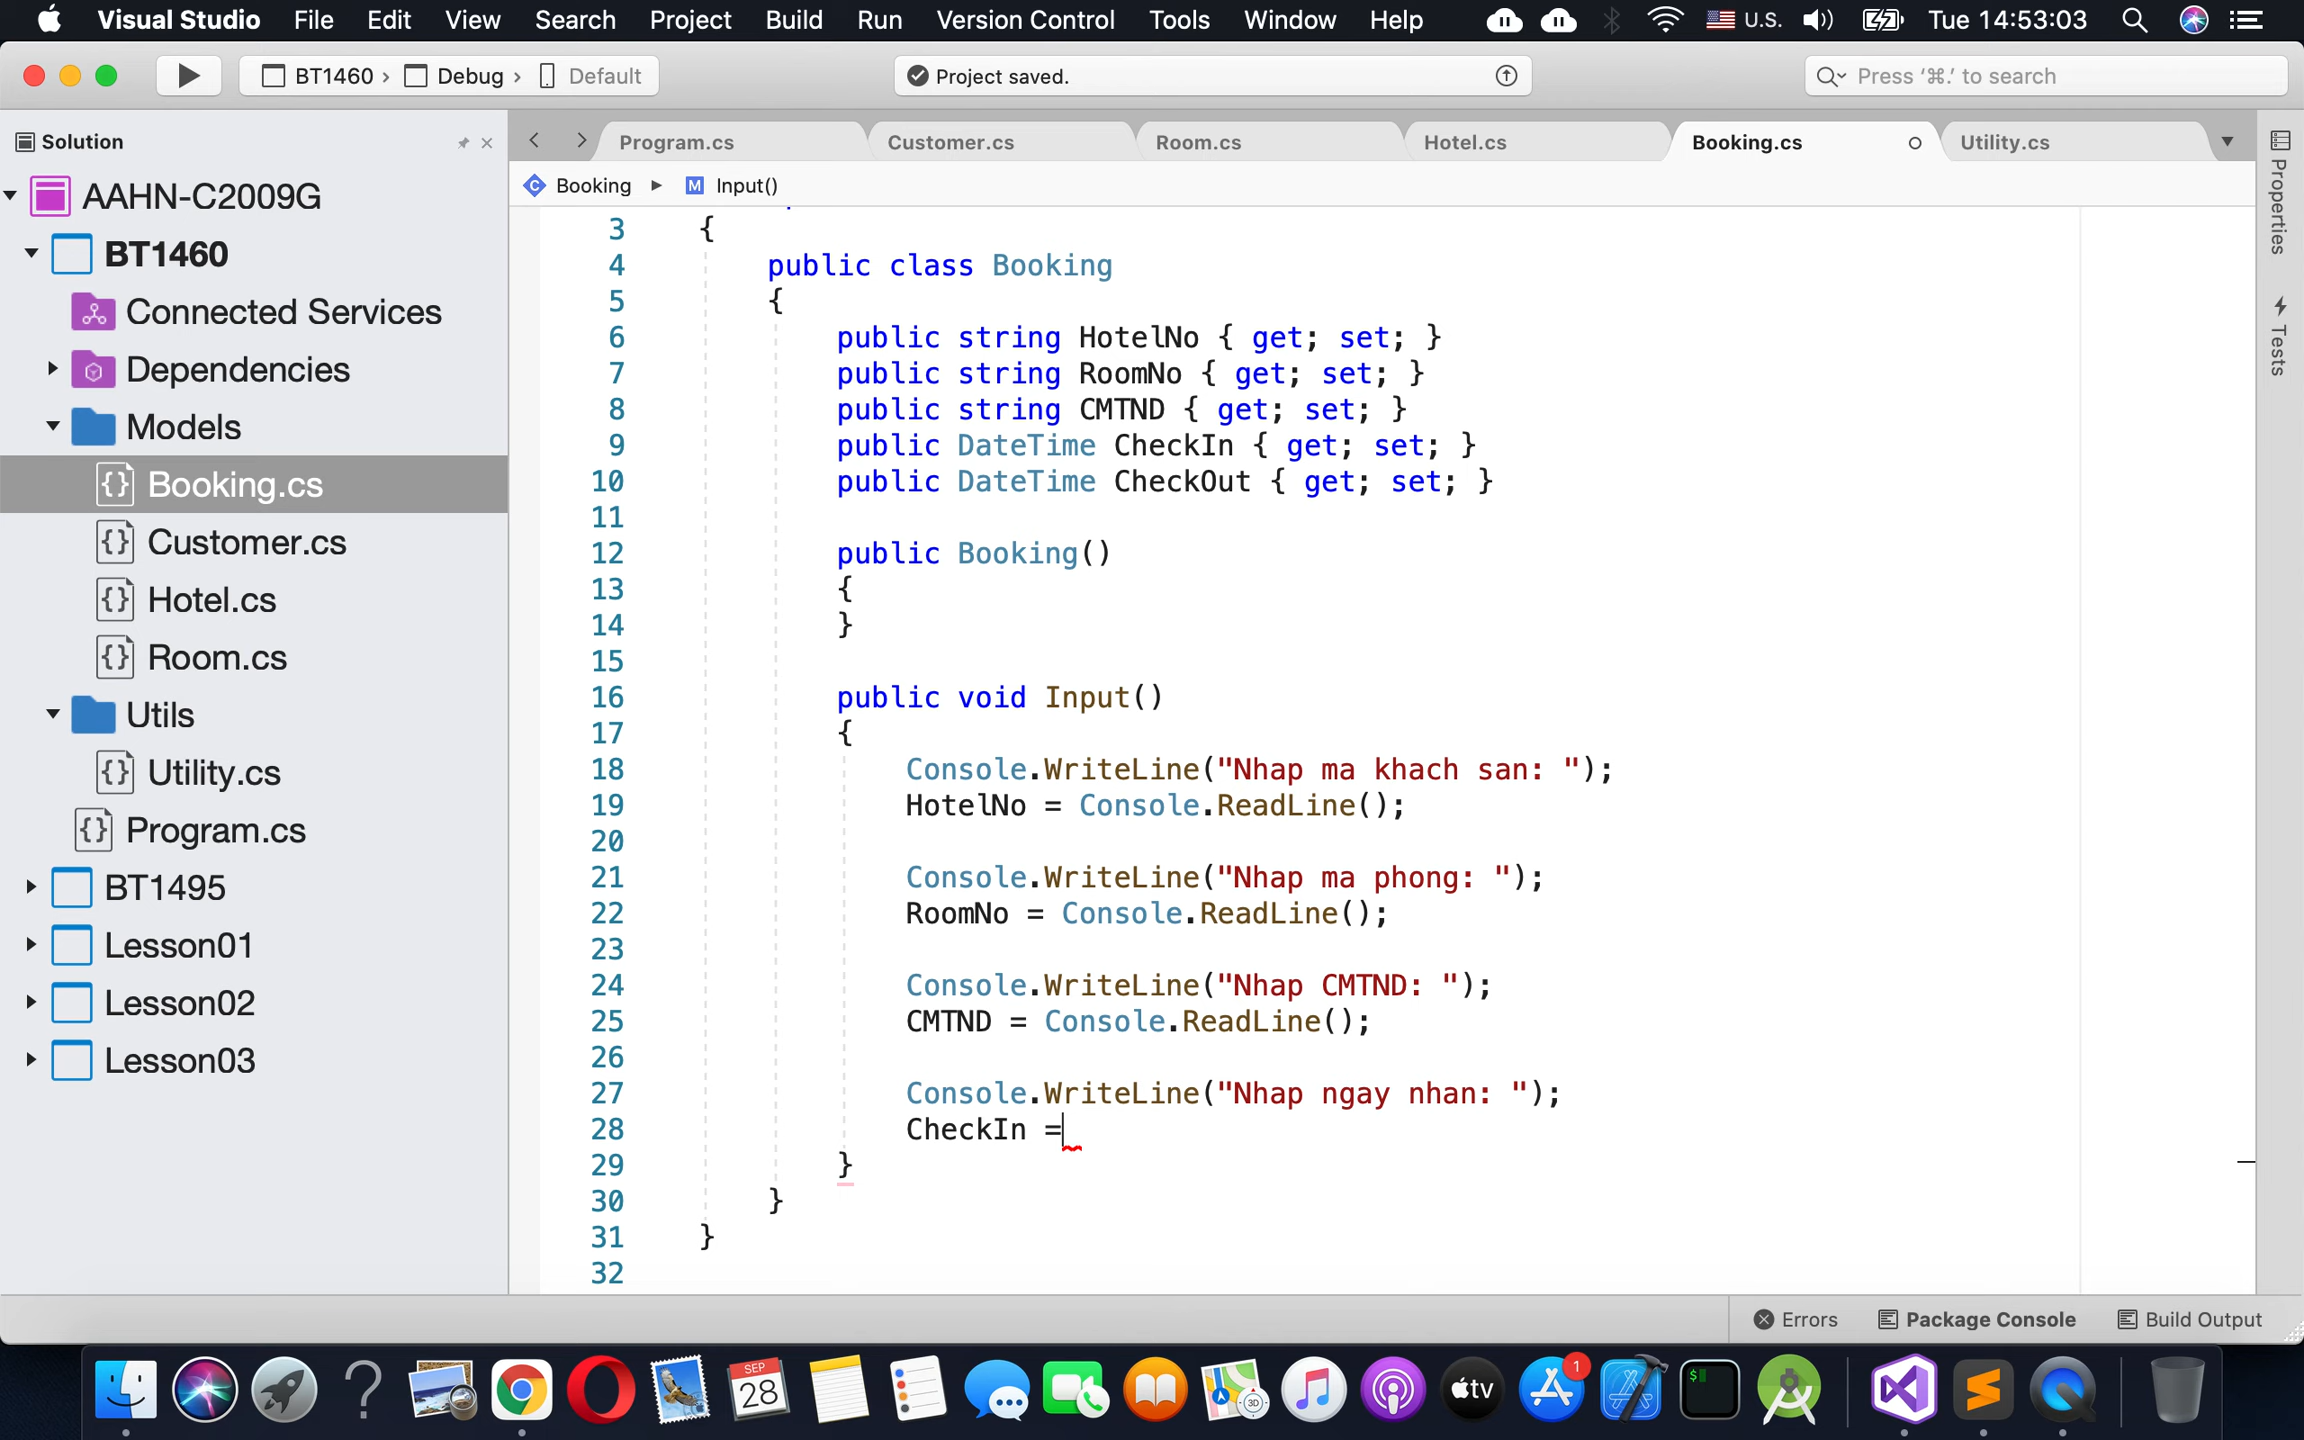 Visual Studio File Edit View Search Project Build Run Version Control Tools Window Help U.S. Tue 14:53:03
BT1460 › Debug › Default
Project saved.
Press ‘⌘.’ to search
Solution
AAHN-C2009G
BT1460
Connected Services
Dependencies
Models
Booking.cs
Customer.cs
Hotel.cs
Room.cs
Utils
Utility.cs
Program.cs
BT1495
Lesson01
Lesson02
Lesson03
Program.cs Customer.cs Room.cs Hotel.cs Booking.cs Utility.cs
Booking Input()
3 {
4 public class Booking
5 {
6 public string HotelNo { get; set; }
7 public string RoomNo { get; set; }
8 public string CMTND { get; set; }
9 public DateTime CheckIn { get; set; }
10 public DateTime CheckOut { get; set; }
11
12 public Booking()
13 {
14 }
15
16 public void Input()
17 {
18 Console.WriteLine("Nhap ma khach san: ");
19 HotelNo = Console.ReadLine();
20
21 Console.WriteLine("Nhap ma phong: ");
22 RoomNo = Console.ReadLine();
23
24 Console.WriteLine("Nhap CMTND: ");
25 CMTND = Console.ReadLine();
26
27 Console.WriteLine("Nhap ngay nhan: ");
28 CheckIn =
29 }
30 }
31 }
32
Properties
Tests
Errors Package Console Build Output
SEP
28
3D
tv
1
$